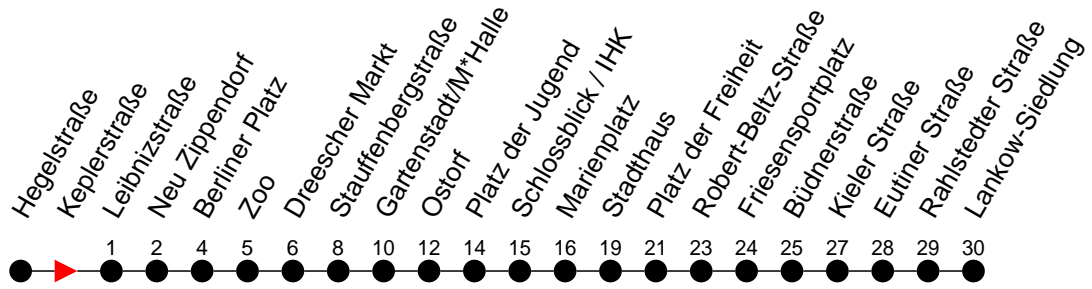 Hegelstraße
Keplerstraße
Leibnizstraße
Neu Zippendorf
Berliner Platz
Zoo
Dreescher Markt
Stauffenbergstraße
Gartenstadt/M*Halle
Ostorf
Platz der Jugend
Schlossblick / IHK
Marienplatz
Stadthaus
Platz der Freiheit
Robert-Beltz-Straße
Friesensportplatz
Büdnerstraße
Kieler Straße
Eutiner Straße
Rahlstedter Straße
Lankow-Siedlung
1 2 4 5 6 8 10 12 14 15 16 19 21 23 24 25 27 28 29 30